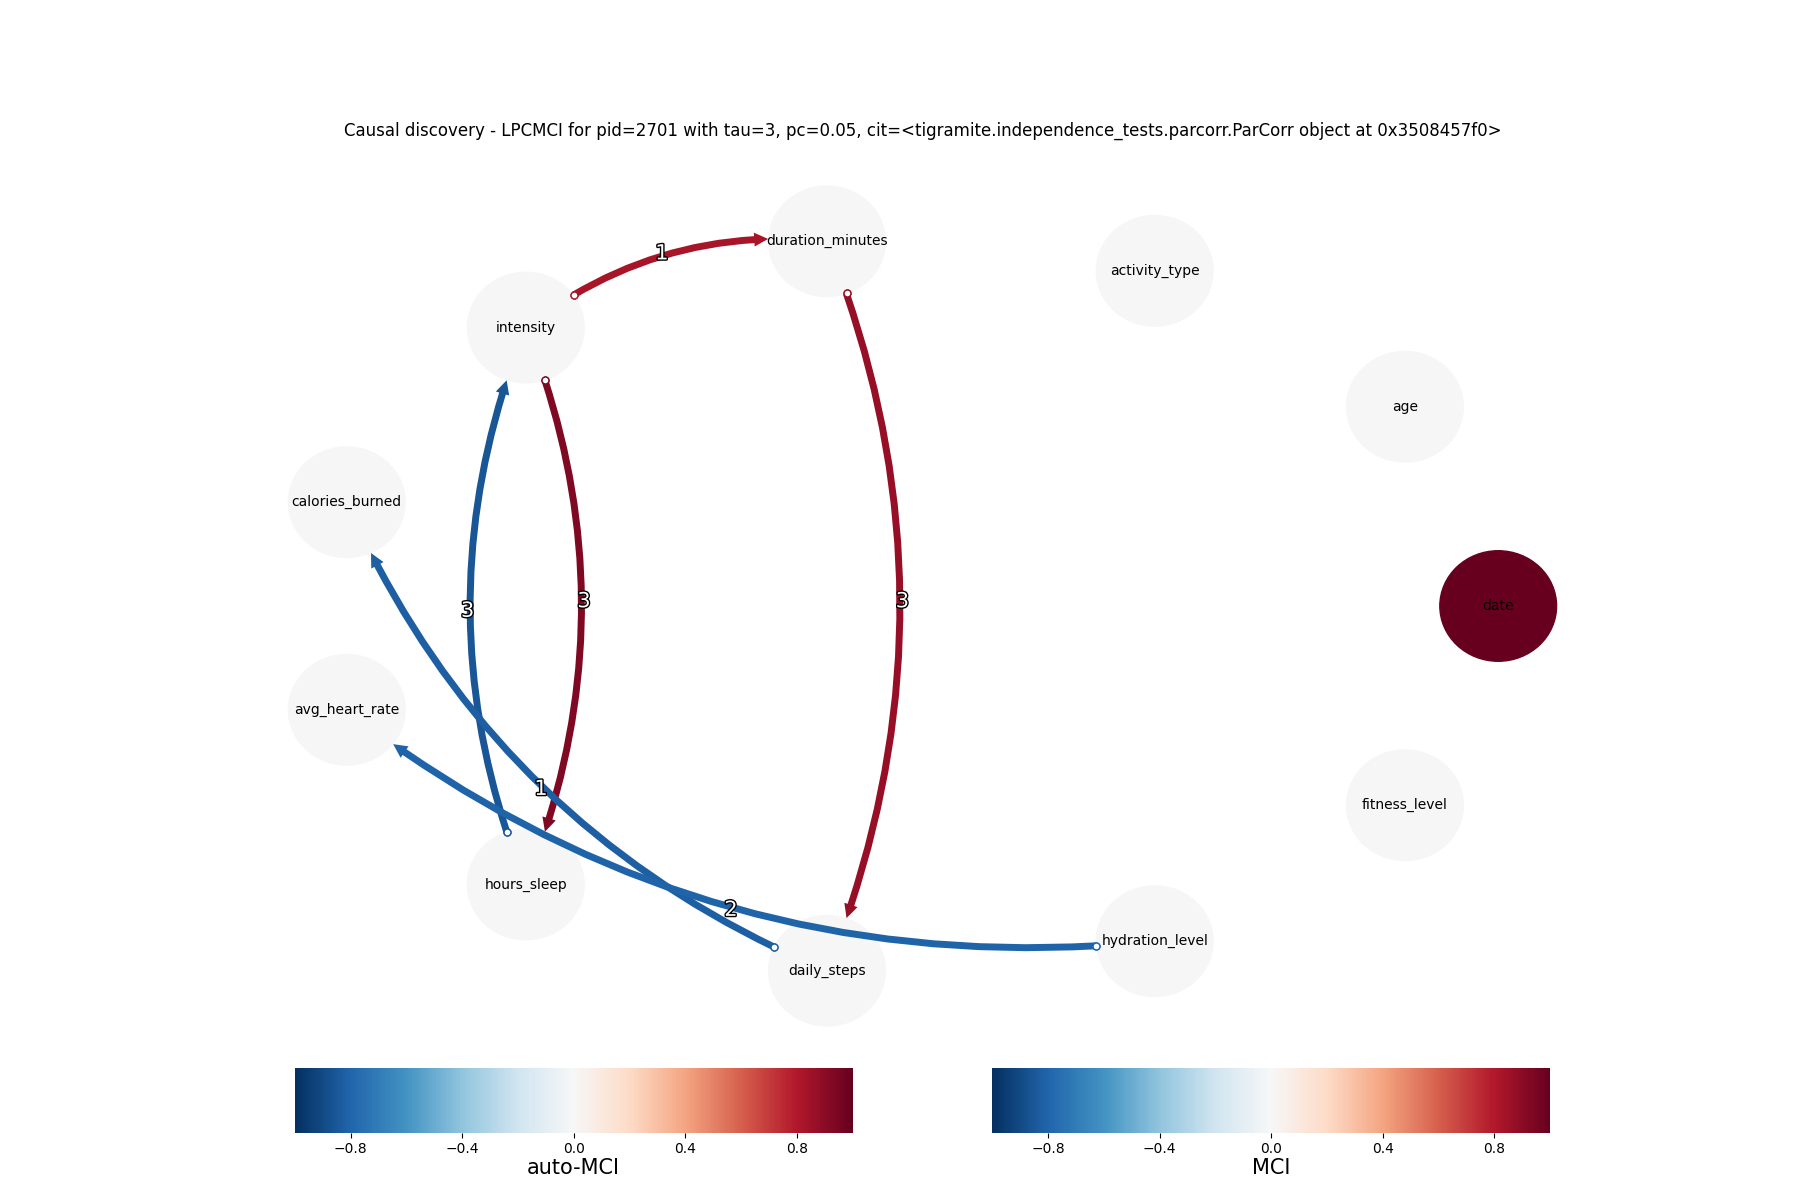 Causal discovery - LPCMCI for pid=2701 with tau=3, pc=0.05, cit=<tigramite.independence_tests.parcorr.ParCorr object at 0x3508457f0>
duration_minutes
1
activity_type
intensity
age
calories_burned
3
3
3
date
avg_heart_rate
1
fitness_level
hours_sleep
2
hydration_level
daily_steps
−0.8 −0.4 0.0 0.4 0.8
auto-MCI
−0.8 −0.4 0.0 0.4 0.8
MCI